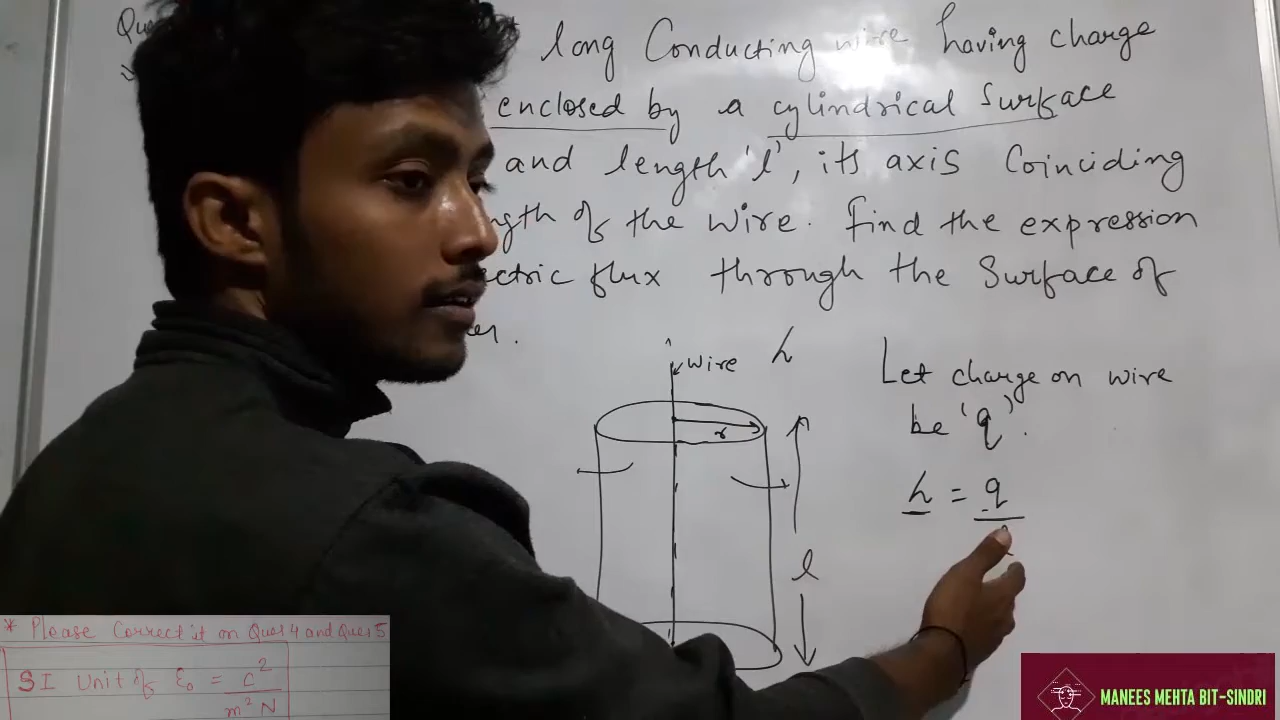 long Conducting wire having charge
enclosed by a cylindrical Surface
and length 'l', its axis Coinciding
of the wire. Find the expression
flux through the Surface of
wire λ
r
l
Let charge on wire
be 'q'.
λ = q
* Please Correct it on Ques 4 and Ques 5
SI Unit of ε₀ = C²
m² N
MANEES MEHTA BIT-SINDRI